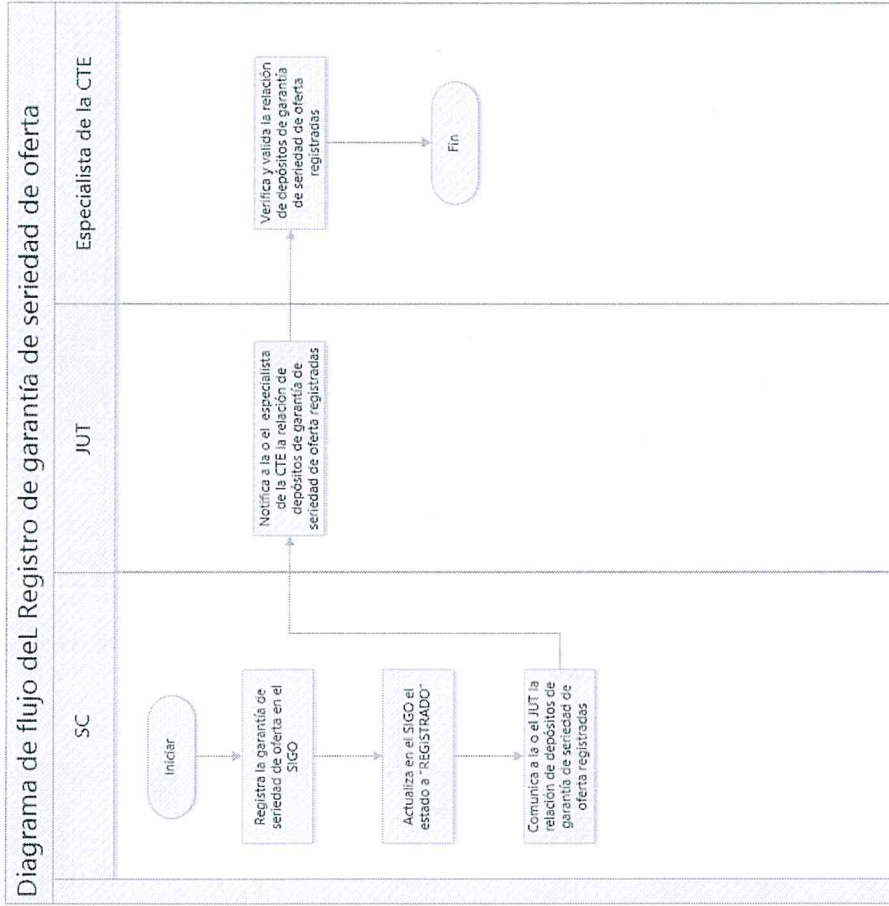 Diagrama de flujo del Registro de garantía de seriedad de oferta
SC
JUT
Especialista de la CTE
Iniciar
Registra la garantía de
seriedad de oferta en el
SIGO
Actualiza en el SIGO el
estado a "REGISTRADO"
Comunica a la o el JUT la
relación de depósitos de
garantía de seriedad de
oferta registradas
Notifica a la o el especialista
de la CTE la relación de
depósitos de garantía de
seriedad de oferta registradas
Verifica y valida la relación
de depósitos de garantía
de seriedad de oferta
registradas
Fin